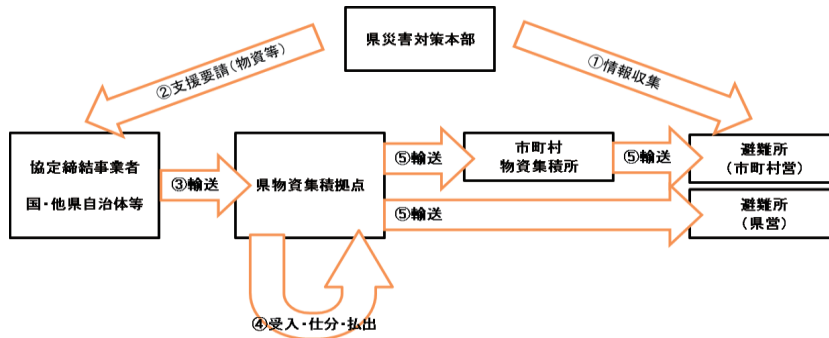 県災害対策本部
②支援要請(物資等)
①情報収集
協定締結事業者
国・他県自治体等
③輸送
県物資集積拠点
⑤輸送
市町村
物資集積所
⑤輸送
避難所
(市町村営)
⑤輸送
避難所
(県営)
④受入・仕分・払出